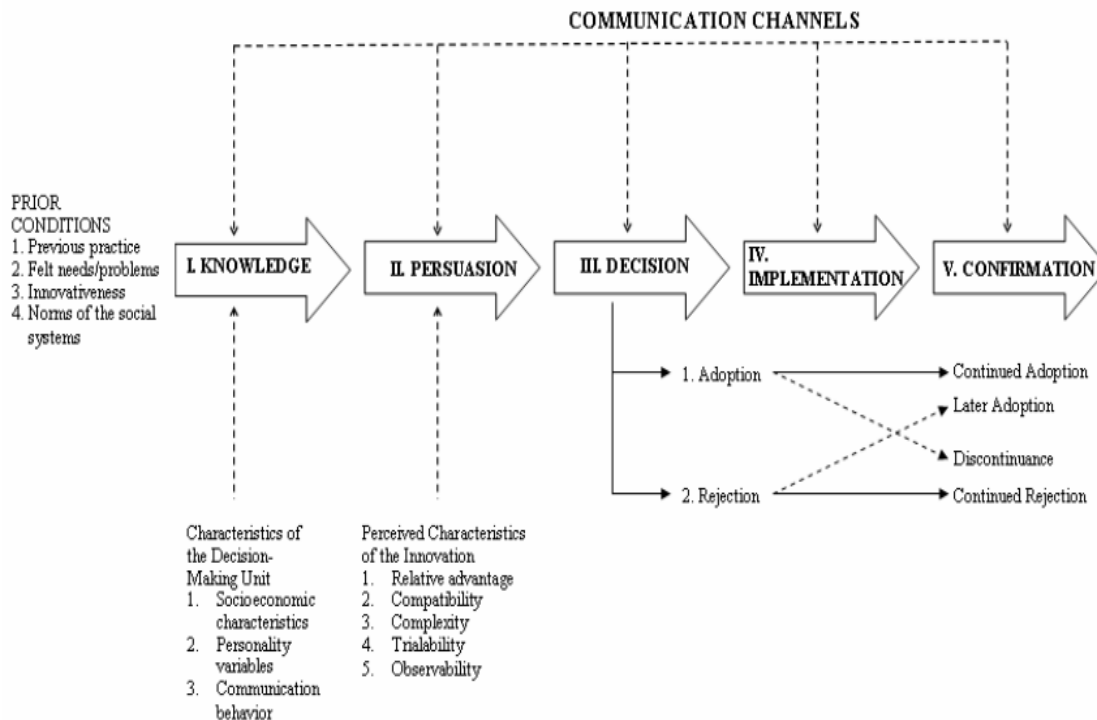 COMMUNICATION CHANNELS
PRIOR
CONDITIONS
1. Previous practice
2. Felt needs/problems
3. Innovativeness
4. Norms of the social
systems
I. KNOWLEDGE
II. PERSUASION
III. DECISION
IV.
IMPLEMENTATION
V. CONFIRMATION
1. Adoption
Continued Adoption
Later Adoption
Discontinuance
2. Rejection
Continued Rejection
Characteristics of
the Decision-
Making Unit
1. Socioeconomic
characteristics
2. Personality
variables
3. Communication
behavior
Perceived Characteristics
of the Innovation
1. Relative advantage
2. Compatibility
3. Complexity
4. Trialability
5. Observability